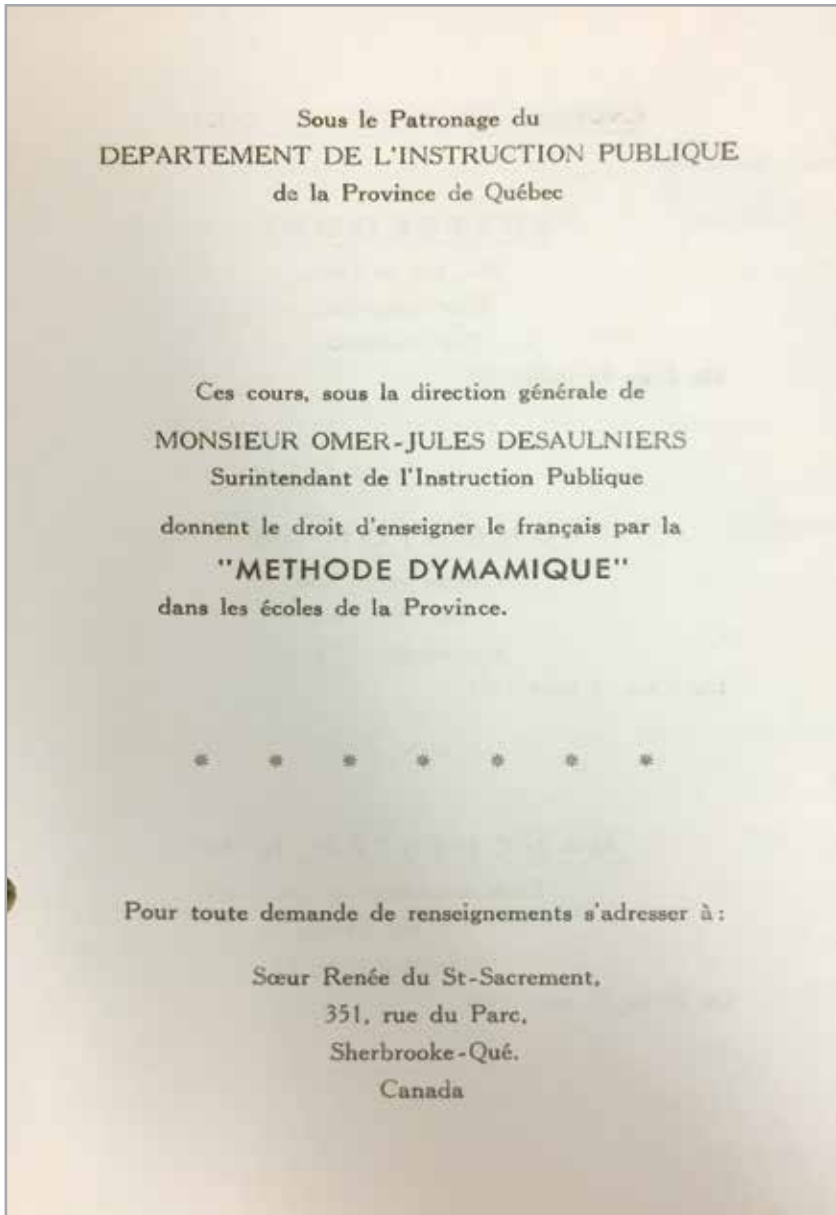 Sous le Patronage du
DEPARTEMENT DE L'INSTRUCTION PUBLIQUE
de la Province de Québec
Ces cours, sous la direction générale de
MONSIEUR OMER-JULES DESAULNIERS
Surintendant de l'Instruction Publique
donnent le droit d'enseigner le français par la
"METHODE DYMAMIQUE"
dans les écoles de la Province.
* * * * * * *
Pour toute demande de renseignements s'adresser à :
Sœur Renée du St-Sacrement,
351, rue du Parc,
Sherbrooke-Qué.
Canada